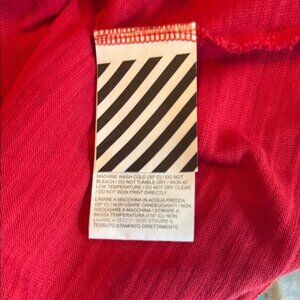 MACHINE WASH COLD (30° C) / DO NOT
BLEACH / DO NOT TUMBLE DRY / IRON AT
LOW TEMPERATURE / DO NOT DRY CLEAR
/ DO NOT IRON PRINT DIRECTLY
LAVARE A MACCHINA IN ACQUA FREDDA
(30° C) / NON USARE CANDEGGIANTI / NON
ASCIUGARE A MACCHINA / STIRARE A
BASSA TEMPERATURA (110° C) / NON
LAVARE A SECCO / NON STIRARE IL
TESSUTO STAMPATO DIRETTAMENTE.